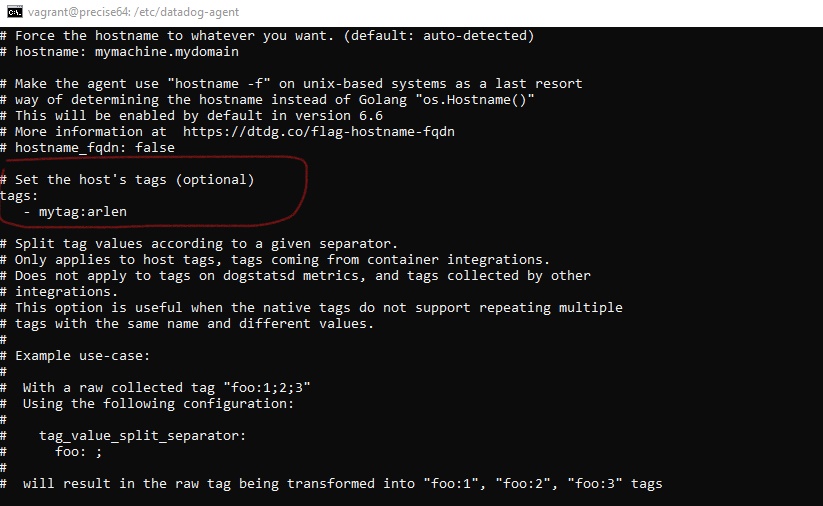 vagrant@precise64: /etc/datadog-agent
# Force the hostname to whatever you want. (default: auto-detected)
# hostname: mymachine.mydomain
# Make the agent use "hostname -f" on unix-based systems as a last resort
# way of determining the hostname instead of Golang "os.Hostname()"
# This will be enabled by default in version 6.6
# More information at  https://dtdg.co/flag-hostname-fqdn
# hostname_fqdn: false
# Set the host's tags (optional)
tags:
   - mytag:arlen
# Split tag values according to a given separator.
# Only applies to host tags, tags coming from container integrations.
# Does not apply to tags on dogstatsd metrics, and tags collected by other
# integrations.
# This option is useful when the native tags do not support repeating multiple
# tags with the same name and different values.
#
# Example use-case:
#
#  With a raw collected tag "foo:1;2;3"
#  Using the following configuration:
#
#    tag_value_split_separator:
#      foo: ;
#
#  will result in the raw tag being transformed into "foo:1", "foo:2", "foo:3" tags